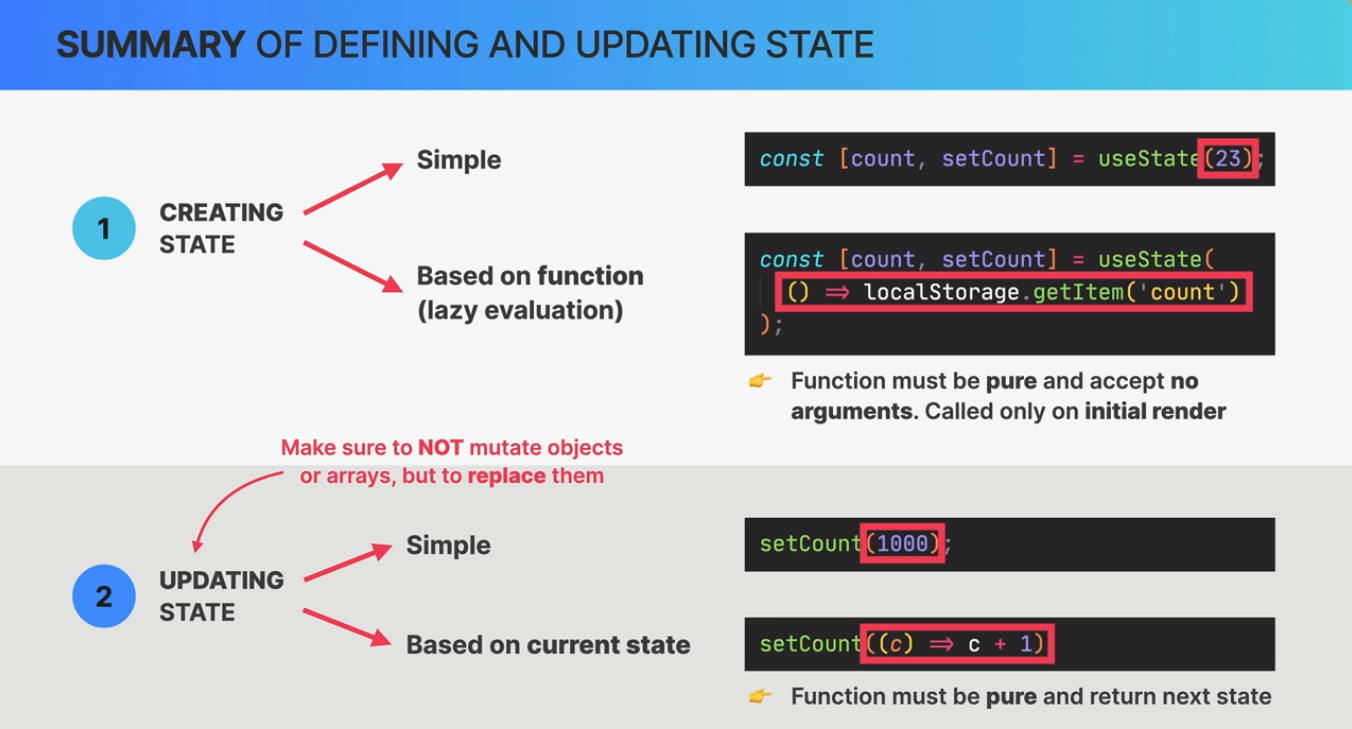 SUMMARY OF DEFINING AND UPDATING STATE
1
CREATING
STATE
Simple
const [count, setCount] = useState(23);
Based on function
(lazy evaluation)
const [count, setCount] = useState(
() => localStorage.getItem('count')
);
👉 Function must be pure and accept no
arguments. Called only on initial render
Make sure to NOT mutate objects
or arrays, but to replace them
2
UPDATING
STATE
Simple
setCount(1000);
Based on current state
setCount((c) => c + 1)
👉 Function must be pure and return next state